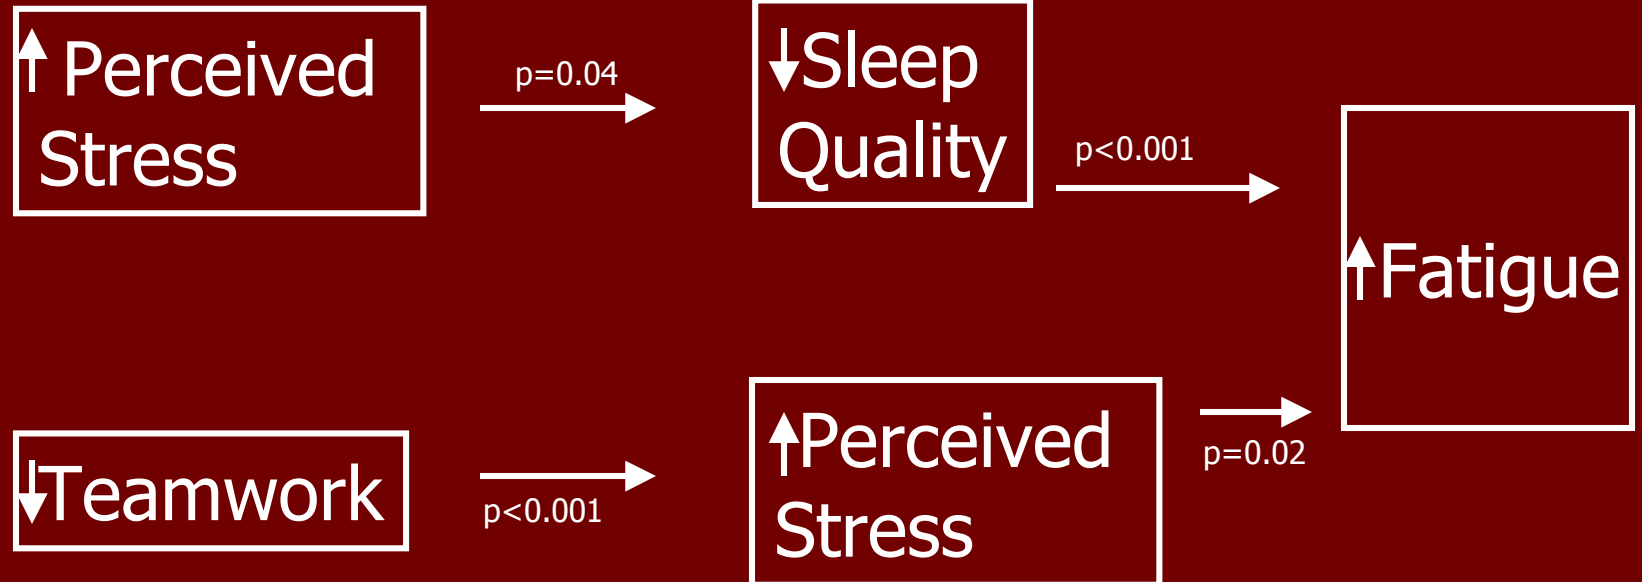 Perceived
Stress
p=0.04
Sleep
Quality
p<0.001
Fatigue
Teamwork
p<0.001
Perceived
Stress
p=0.02